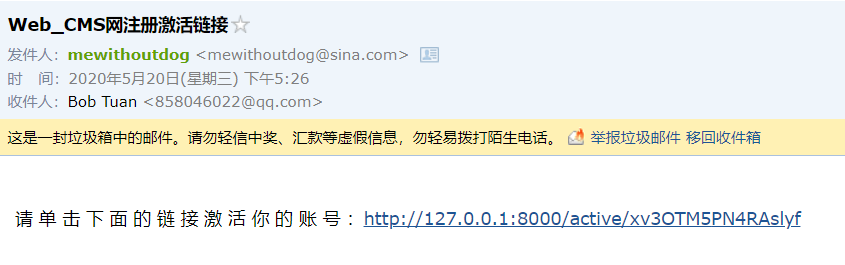 Web_CMS网注册激活链接
发件人：mewithoutdog <mewithoutdog@sina.com>
时　间：2020年5月20日(星期三) 下午5:26
收件人：Bob Tuan <858046022@qq.com>
这是一封垃圾箱中的邮件。请勿轻信中奖、汇款等虚假信息，勿轻易拨打陌生电话。 举报垃圾邮件 移回收件箱
请单击下面的链接激活你的账号：http://127.0.0.1:8000/active/xv3OTM5PN4RAslyf